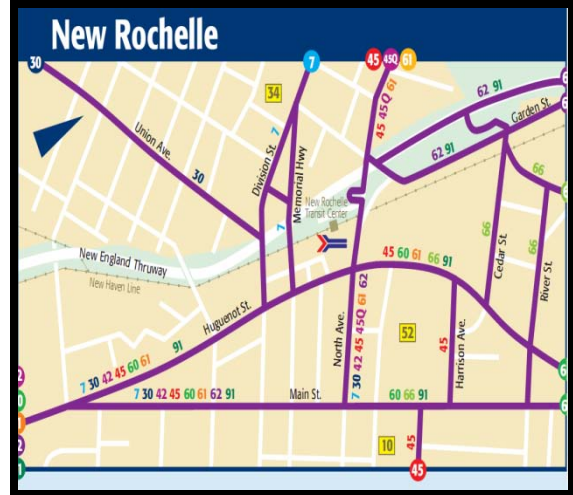 New Rochelle
30
7
45 45Q 61
34
62 91
Garden St.
45 45Q 61
Union Ave.
30
Division St.
7
Memorial Hwy
7
62 91
66
New Rochelle
Transit Center
66
Cedar St.
66
River St.
New England Thruway
New Haven Line
45 60 61 66 91
Huguenot St.
91
7 30 42 45 60 61
North Ave.
7 30 42 45 45Q 61 62
52
45
Harrison Ave.
7 30 42 45 60 61 62 91
Main St.
60 66 91
10
45
45